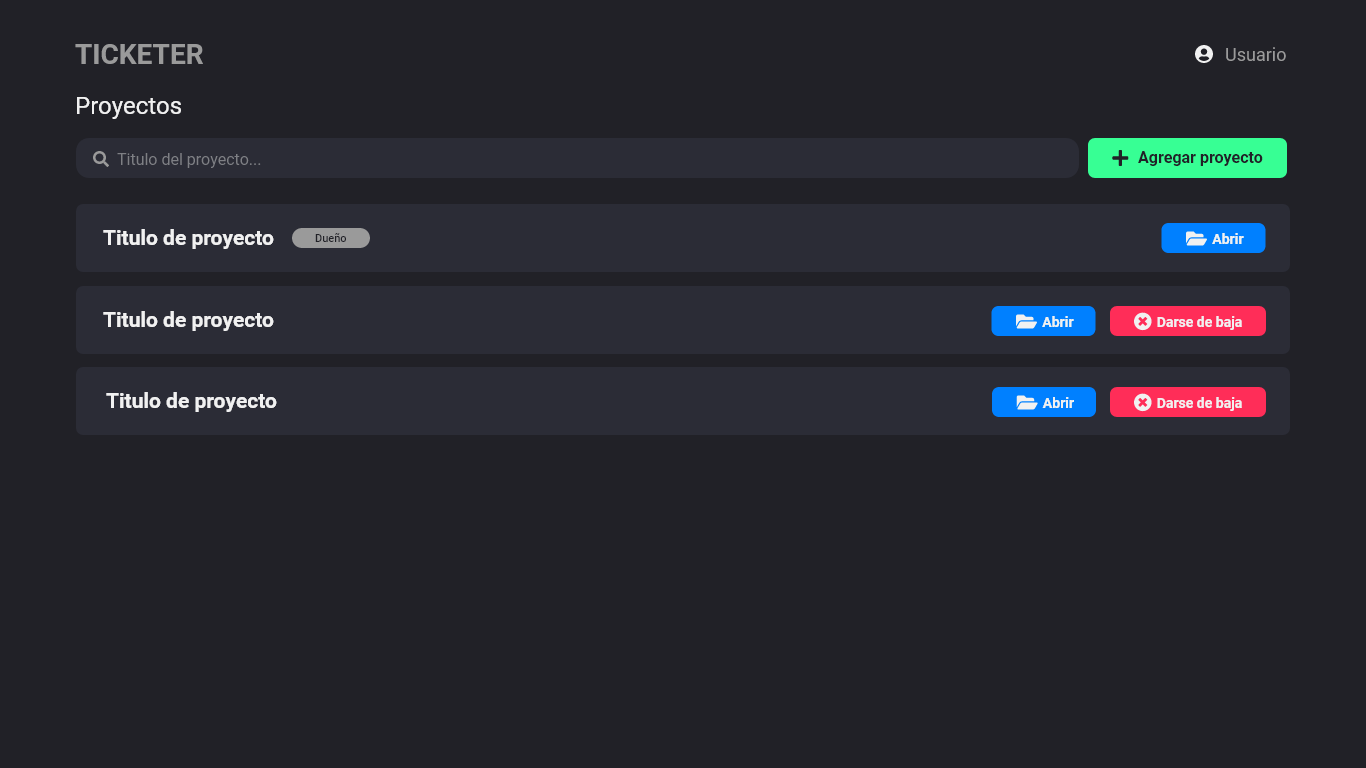 TICKETER
Usuario
Proyectos
Titulo del proyecto...
Agregar proyecto
Titulo de proyecto Dueño Abrir
Titulo de proyecto Abrir Darse de baja
Titulo de proyecto Abrir Darse de baja